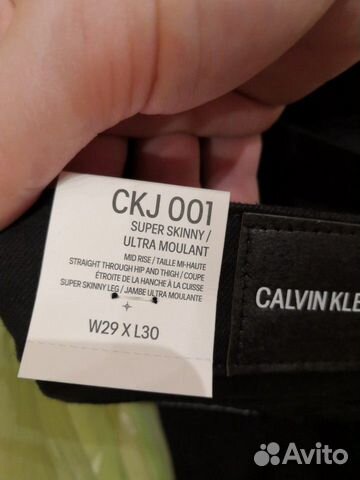 CKJ 001
SUPER SKINNY /
ULTRA MOULANT
MID RISE / TAILLE MI-HAUTE
STRAIGHT THROUGH HIP AND THIGH / COUPE
ÉTROITE DE LA HANCHE À LA CUISSE
SUPER SKINNY LEG / JAMBE ULTRA MOULANTE
W29 X L30
CALVIN KLE
Avito